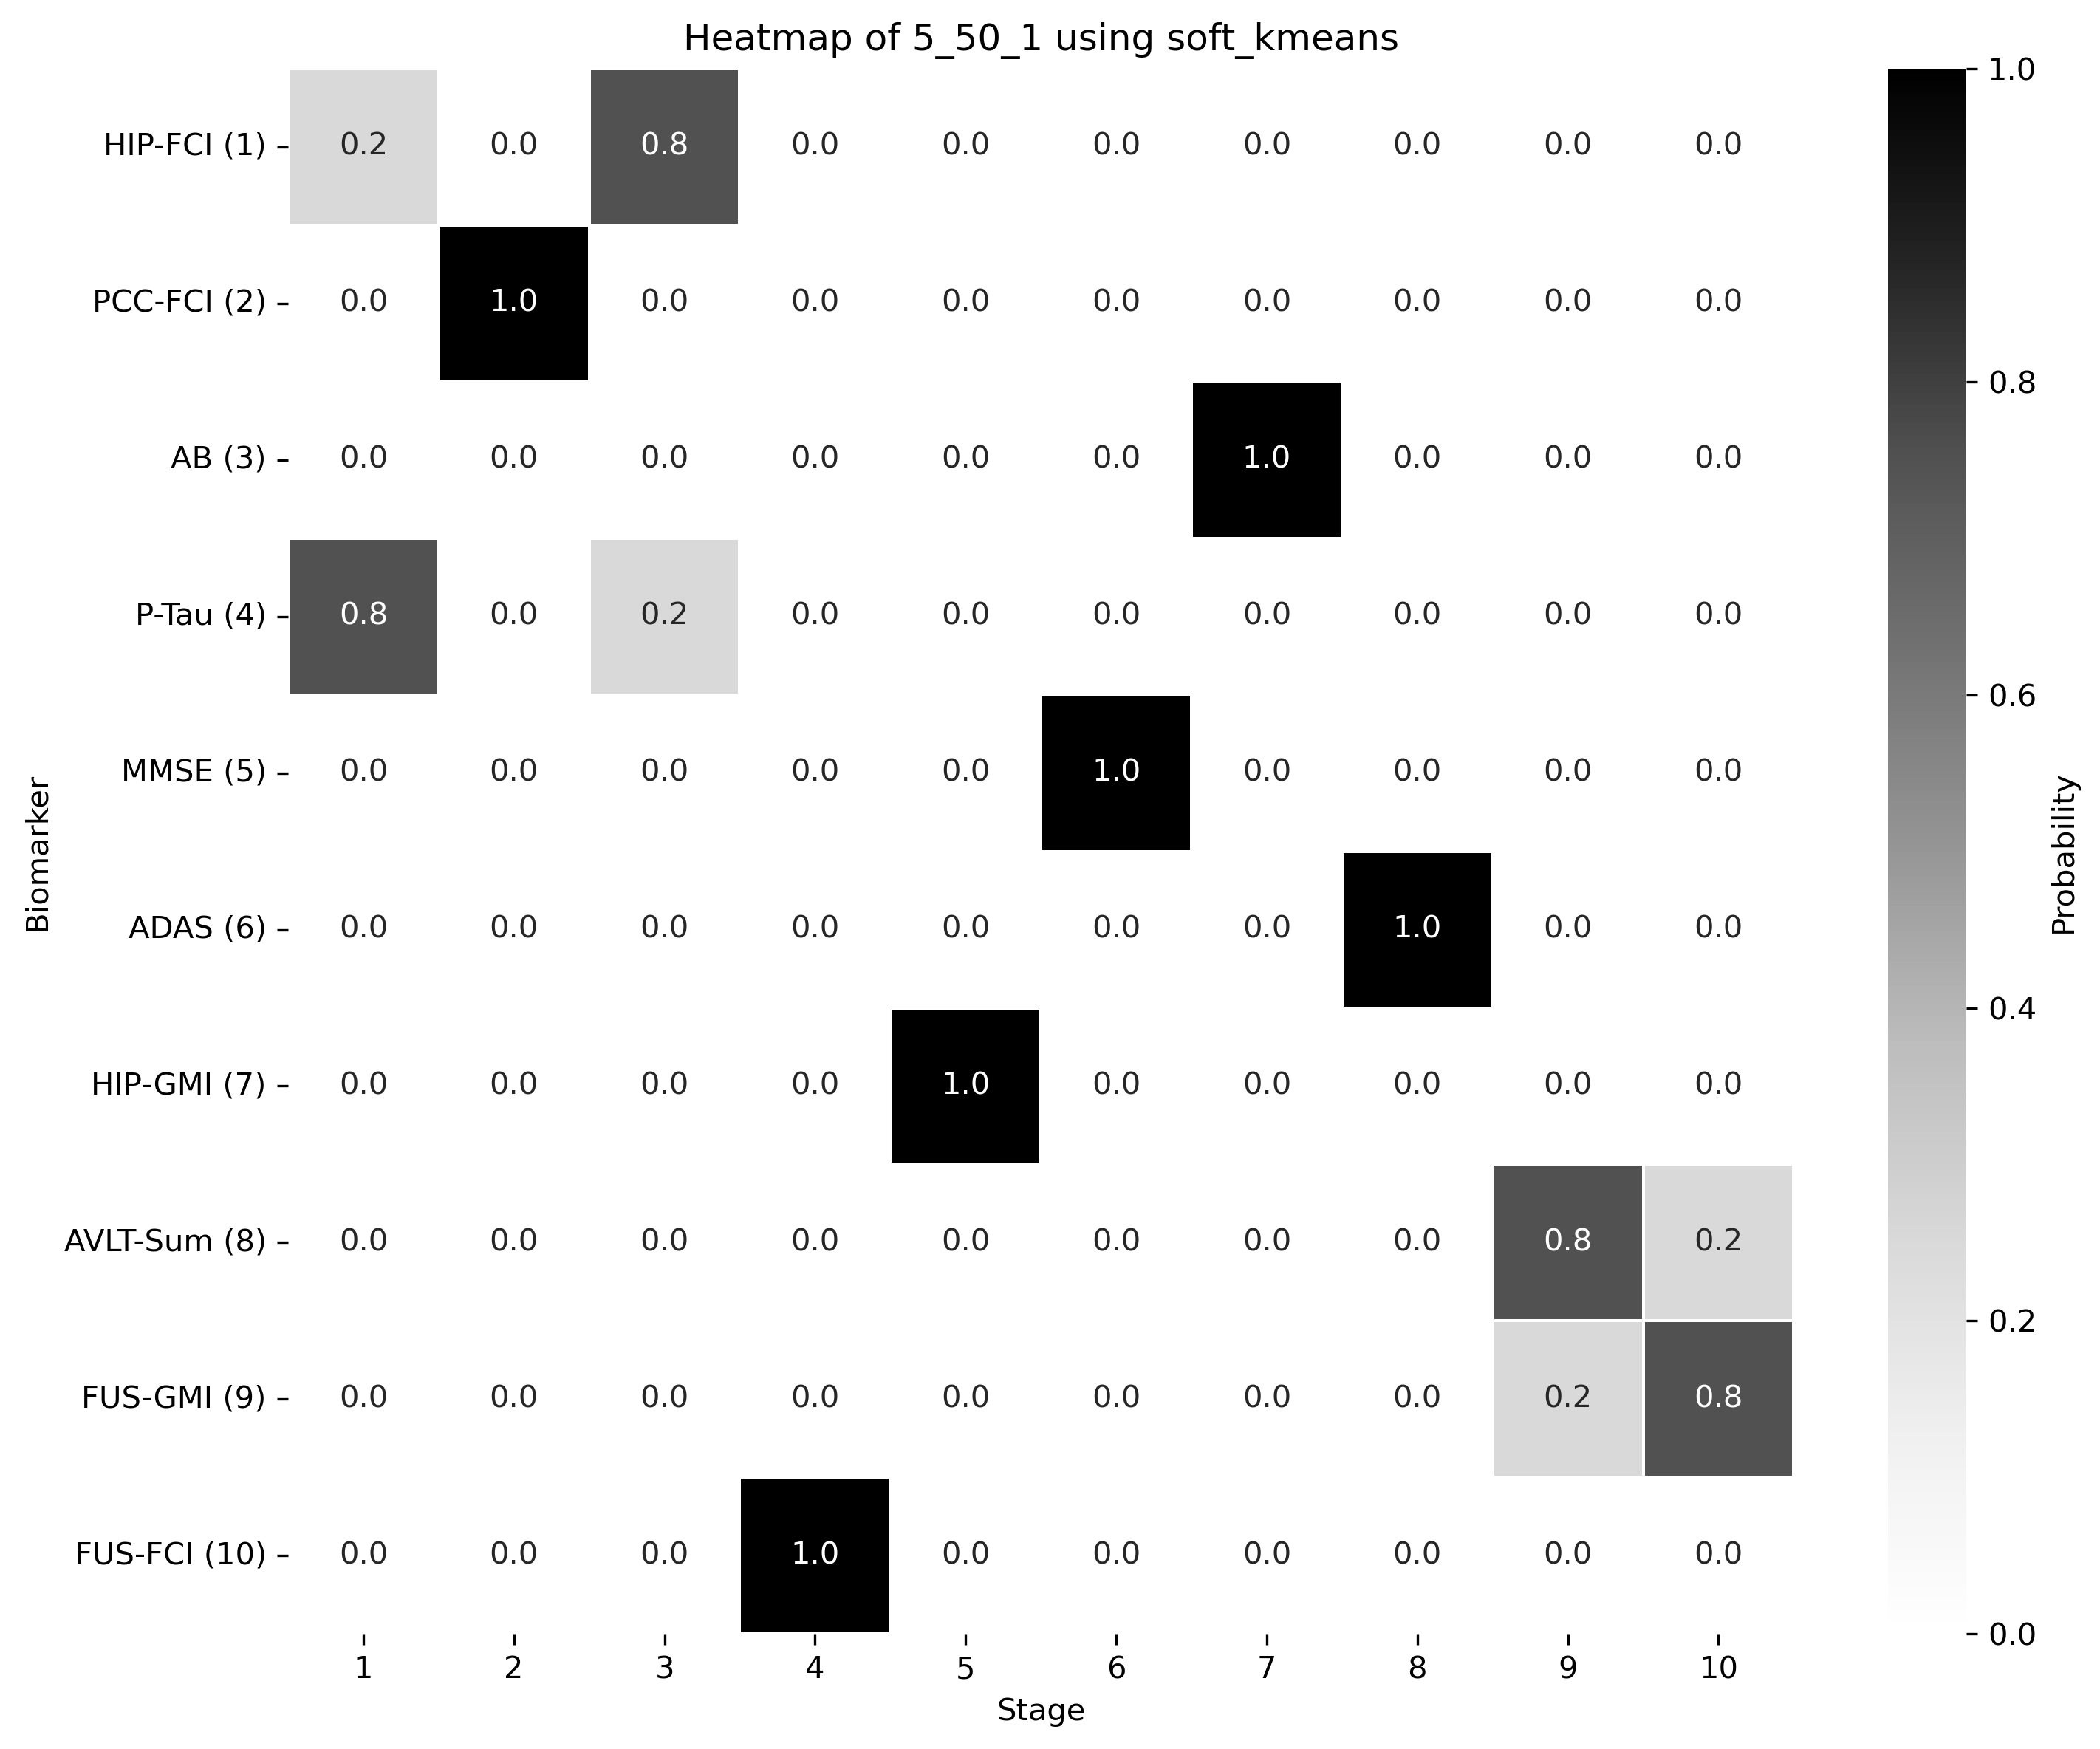 Heatmap of 5_50_1 using soft_kmeans
HIP-FCI (1) 0.2 0.0 0.8 0.0 0.0 0.0 0.0 0.0 0.0 0.0
PCC-FCI (2) 0.0 1.0 0.0 0.0 0.0 0.0 0.0 0.0 0.0 0.0
AB (3) 0.0 0.0 0.0 0.0 0.0 0.0 1.0 0.0 0.0 0.0
P-Tau (4) 0.8 0.0 0.2 0.0 0.0 0.0 0.0 0.0 0.0 0.0
MMSE (5) 0.0 0.0 0.0 0.0 0.0 1.0 0.0 0.0 0.0 0.0
ADAS (6) 0.0 0.0 0.0 0.0 0.0 0.0 0.0 1.0 0.0 0.0
HIP-GMI (7) 0.0 0.0 0.0 0.0 1.0 0.0 0.0 0.0 0.0 0.0
AVLT-Sum (8) 0.0 0.0 0.0 0.0 0.0 0.0 0.0 0.0 0.8 0.2
FUS-GMI (9) 0.0 0.0 0.0 0.0 0.0 0.0 0.0 0.0 0.2 0.8
FUS-FCI (10) 0.0 0.0 0.0 1.0 0.0 0.0 0.0 0.0 0.0 0.0
1 2 3 4 5 6 7 8 9 10
Stage
Biomarker
1.0
0.8
0.6
0.4
0.2
0.0
Probability